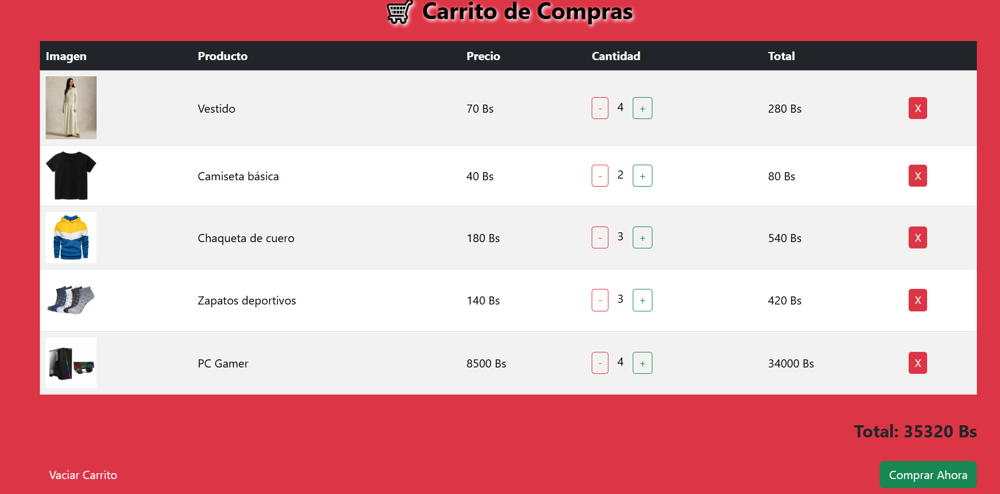 Carrito de Compras
Imagen Producto Precio Cantidad Total
Vestido 70 Bs - 4 + 280 Bs X
Camiseta básica 40 Bs - 2 + 80 Bs X
Chaqueta de cuero 180 Bs - 3 + 540 Bs X
Zapatos deportivos 140 Bs - 3 + 420 Bs X
PC Gamer 8500 Bs - 4 + 34000 Bs X
Total: 35320 Bs
Vaciar Carrito Comprar Ahora